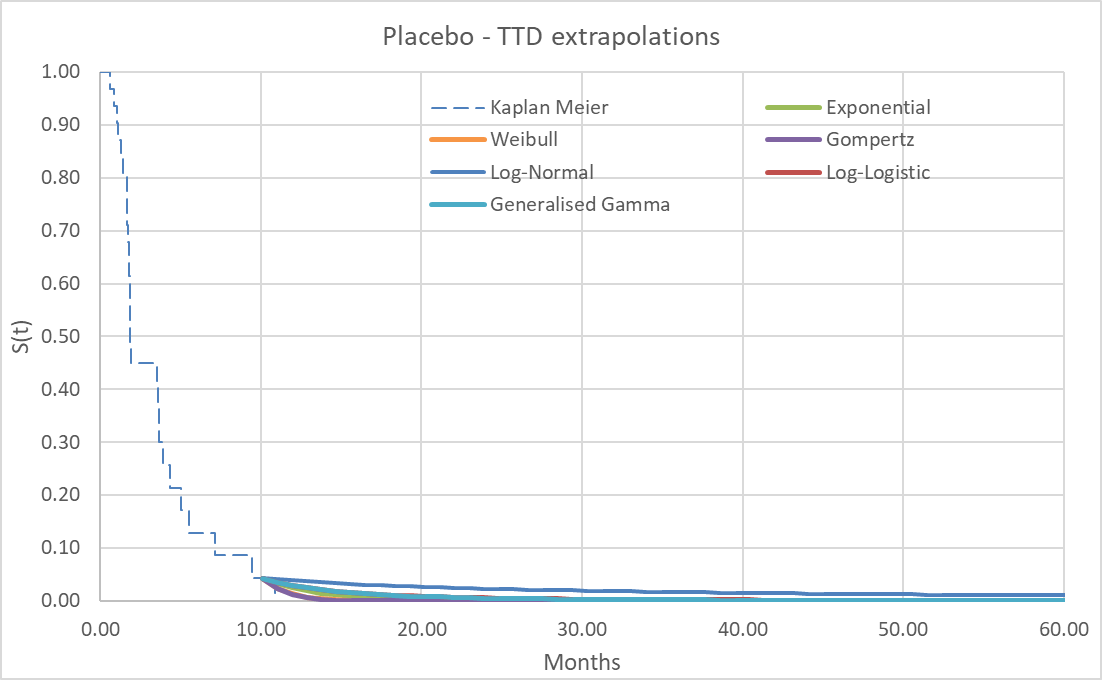 Placebo - TTD extrapolations
1.00
0.90
0.80
0.70
0.60
0.50
0.40
0.30
0.20
0.10
0.00
S(t)
Kaplan Meier
Exponential
Weibull
Gompertz
Log-Normal
Log-Logistic
Generalised Gamma
0.00 10.00 20.00 30.00 40.00 50.00 60.00
Months